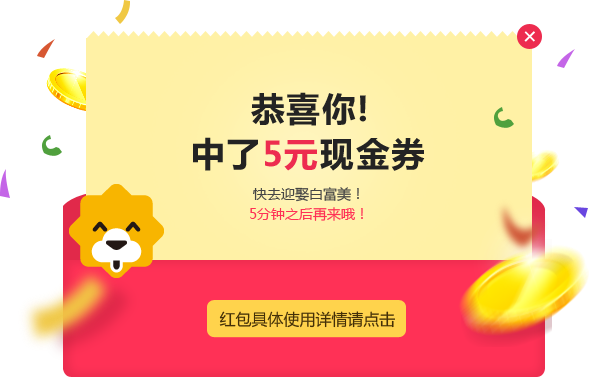 恭喜你!
中了5元现金券
快去迎娶白富美！
5分钟之后再来哦！
红包具体使用详情请点击